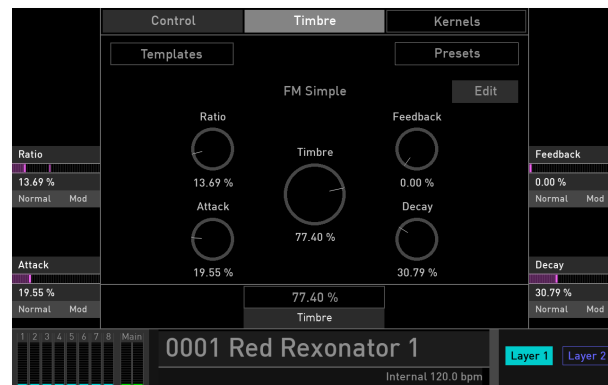 Control Timbre Kernels
Templates Presets
FM Simple Edit
Ratio Feedback
Timbre
13.69 % 0.00 %
Attack Decay
77.40 %
19.55 % 30.79 %
Ratio
13.69 %
Normal Mod
Attack
19.55 %
Normal Mod
Feedback
0.00 %
Normal Mod
Decay
30.79 %
Normal Mod
77.40 %
Timbre
1 2 3 4 5 6 7 8 Main
0001 Red Rexonator 1
Internal 120.0 bpm
Layer 1 Layer 2